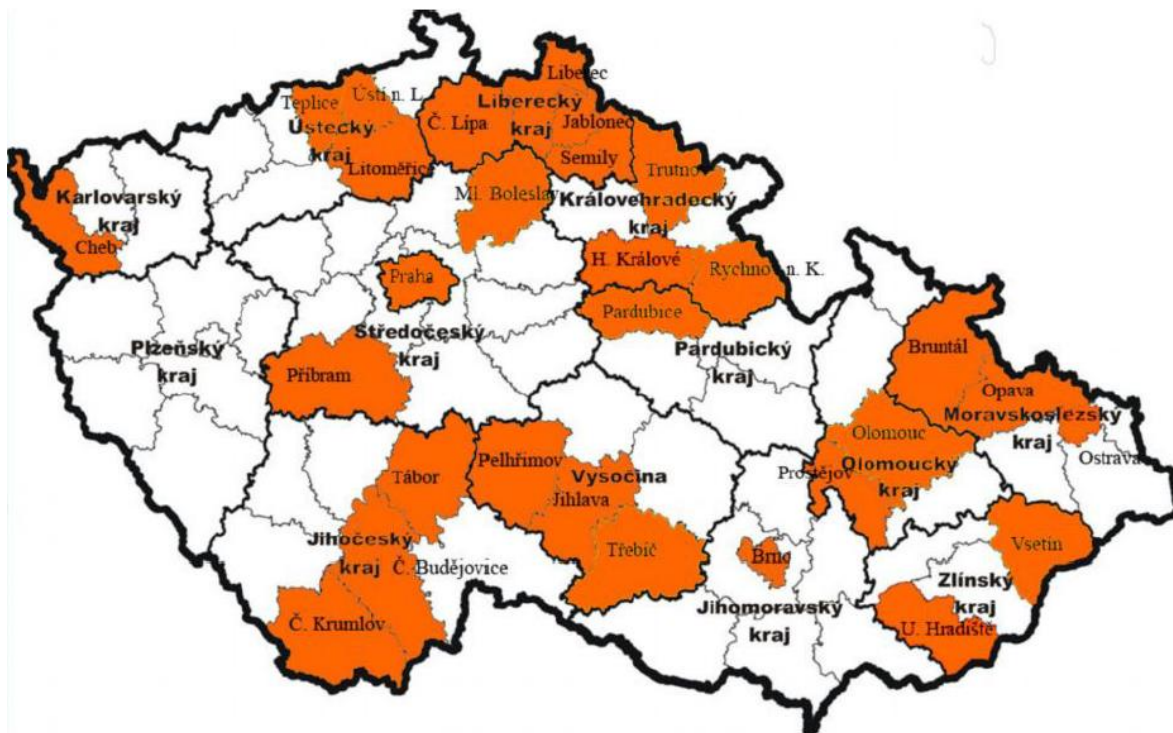 Liberec
Teplice
Ústí n. L.
Liberecký
kraj
Č. Lípa
Jablonec
Ústecký
kraj
Litoměřice
Semily
Trutno
Ml. Boleslav
Karlovarský
kraj
Královehradecký
kraj
Cheb
H. Králové
Rychnov n. K.
Praha
Pardubice
Středočeský
kraj
Plzeňský
kraj
Pardubický
kraj
Bruntál
Příbram
Opava
Moravskoslezský
kraj
Olomouc
Ostrava
Pelhřimov
Tábor
Vysočina
Prostějov
Olomoucký
kraj
Jihlava
Jihočeský
kraj
Č. Budějovice
Třebíč
Brno
Vsetín
Zlínský
kraj
Jihomoravský
kraj
Č. Krumlov
U. Hradiště